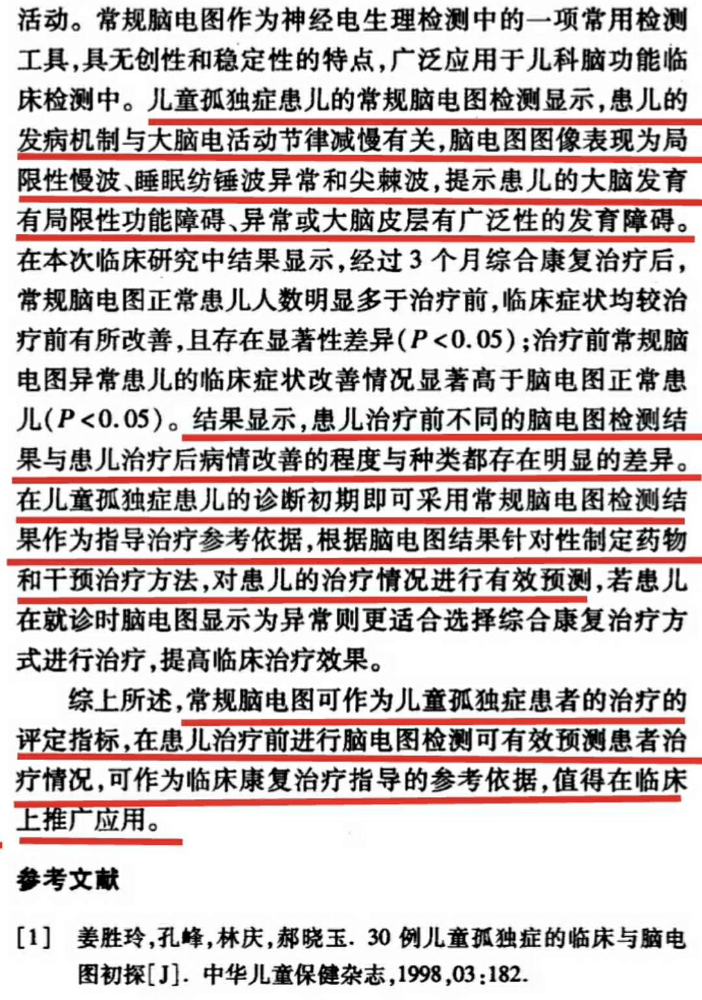 活动。常规脑电图作为神经电生理检测中的一项常用检测
工具,具无创性和稳定性的特点,广泛应用于儿科脑功能临
床检测中。儿童孤独症患儿的常规脑电图检测显示,患儿的
发病机制与大脑电活动节律减慢有关,脑电图图像表现为局
限性慢波、睡眠纺锤波异常和尖棘波,提示患儿的大脑发育
有局限性功能障碍、异常或大脑皮层有广泛性的发育障碍。
在本次临床研究中结果显示,经过3个月综合康复治疗后,
常规脑电图正常患儿人数明显多于治疗前,临床症状均较治
疗前有所改善,且存在显著性差异(P<0.05);治疗前常规脑
电图异常患儿的临床症状改善情况显著高于脑电图正常患
儿(P<0.05)。结果显示,患儿治疗前不同的脑电图检测结
果与患儿治疗后病情改善的程度与种类都存在明显的差异。
在儿童孤独症患儿的诊断初期即可采用常规脑电图检测结
果作为指导治疗参考依据,根据脑电图结果针对性制定药物
和干预治疗方法,对患儿的治疗情况进行有效预测,若患儿
在就诊时脑电图显示为异常则更适合选择综合康复治疗方
式进行治疗,提高临床治疗效果。
综上所述,常规脑电图可作为儿童孤独症患者的治疗的
评定指标,在患儿治疗前进行脑电图检测可有效预测患者治
疗情况,可作为临床康复治疗指导的参考依据,值得在临床
上推广应用。
参考文献
[1] 姜胜玲,孔峰,林庆,郝晓玉. 30例儿童孤独症的临床与脑电
图初探[J]. 中华儿童保健杂志,1998,03:182.